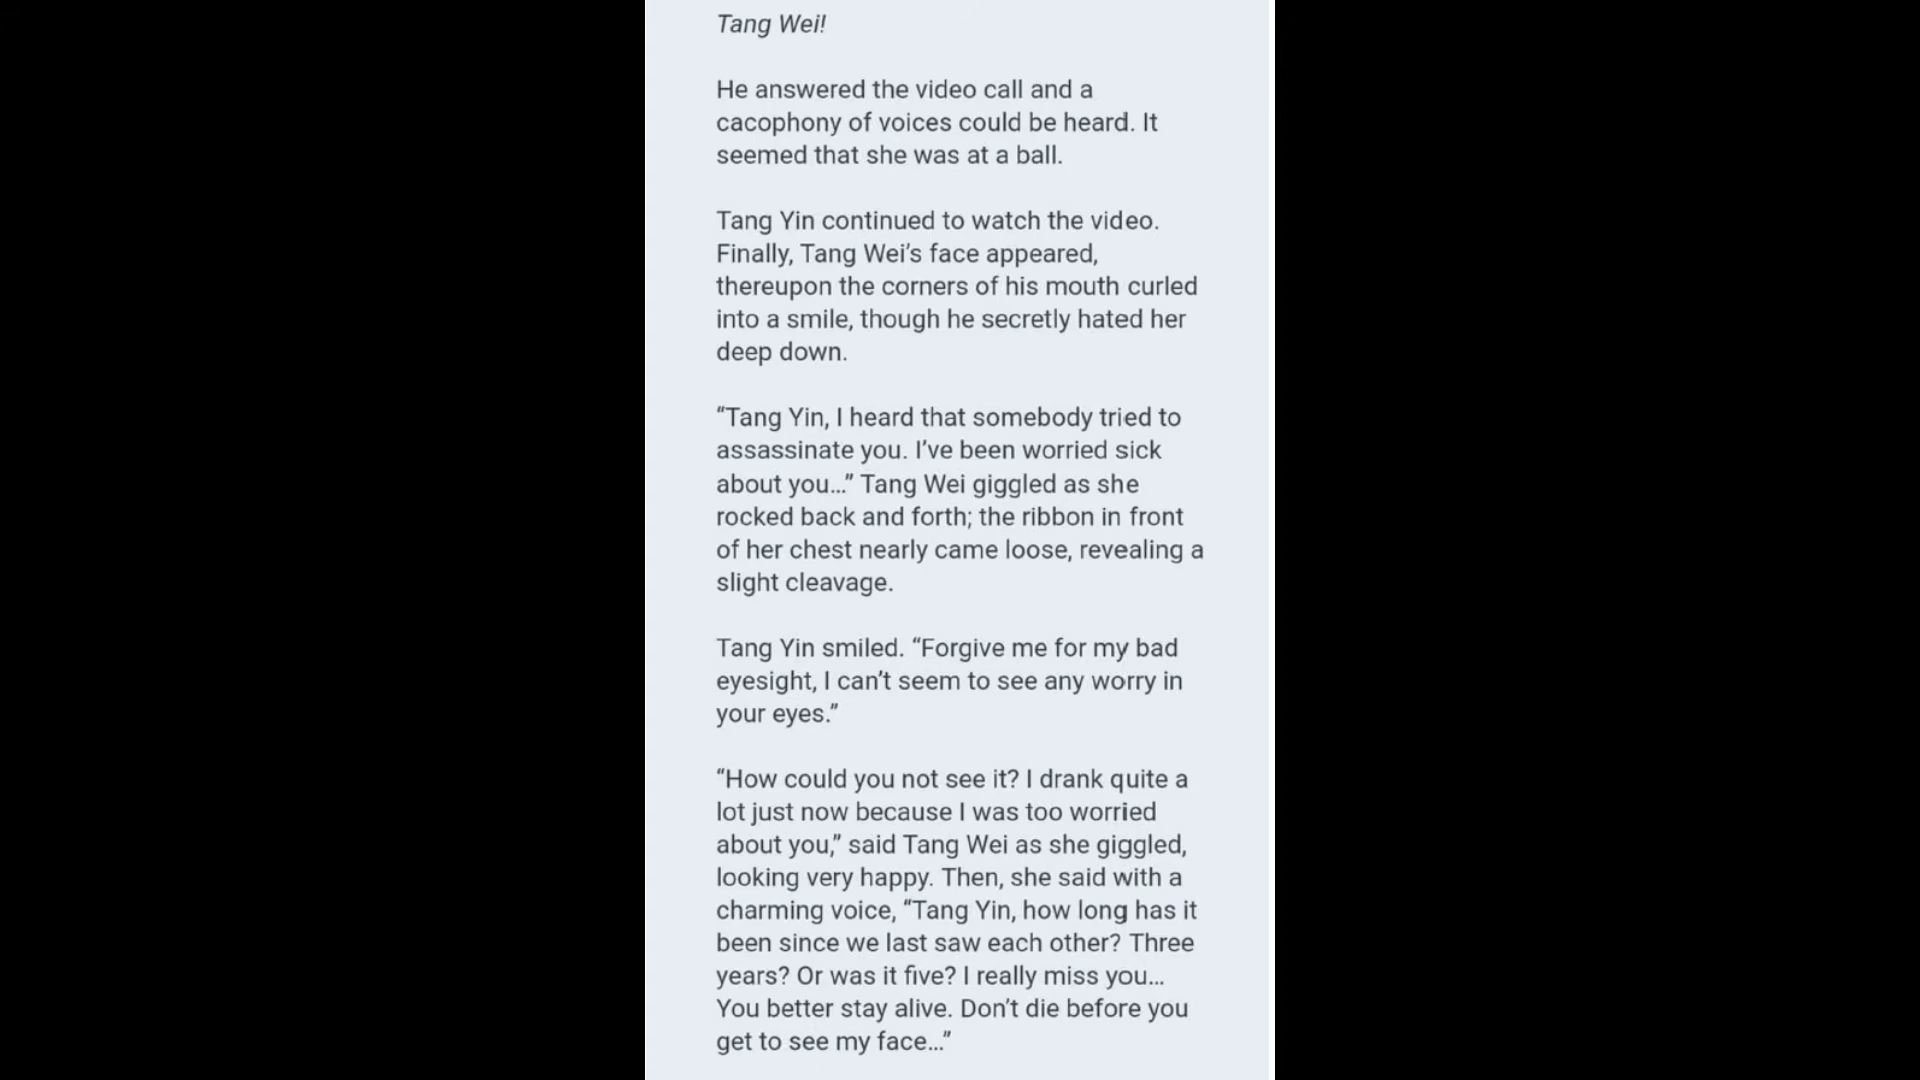 Tang Wei!
He answered the video call and a
cacophony of voices could be heard. It
seemed that she was at a ball.
Tang Yin continued to watch the video.
Finally, Tang Wei’s face appeared,
thereupon the corners of his mouth curled
into a smile, though he secretly hated her
deep down.
“Tang Yin, I heard that somebody tried to
assassinate you. I’ve been worried sick
about you…” Tang Wei giggled as she
rocked back and forth; the ribbon in front
of her chest nearly came loose, revealing a
slight cleavage.
Tang Yin smiled. “Forgive me for my bad
eyesight, I can’t seem to see any worry in
your eyes.”
“How could you not see it? I drank quite a
lot just now because I was too worried
about you,” said Tang Wei as she giggled,
looking very happy. Then, she said with a
charming voice, “Tang Yin, how long has it
been since we last saw each other? Three
years? Or was it five? I really miss you…
You better stay alive. Don’t die before you
get to see my face…”